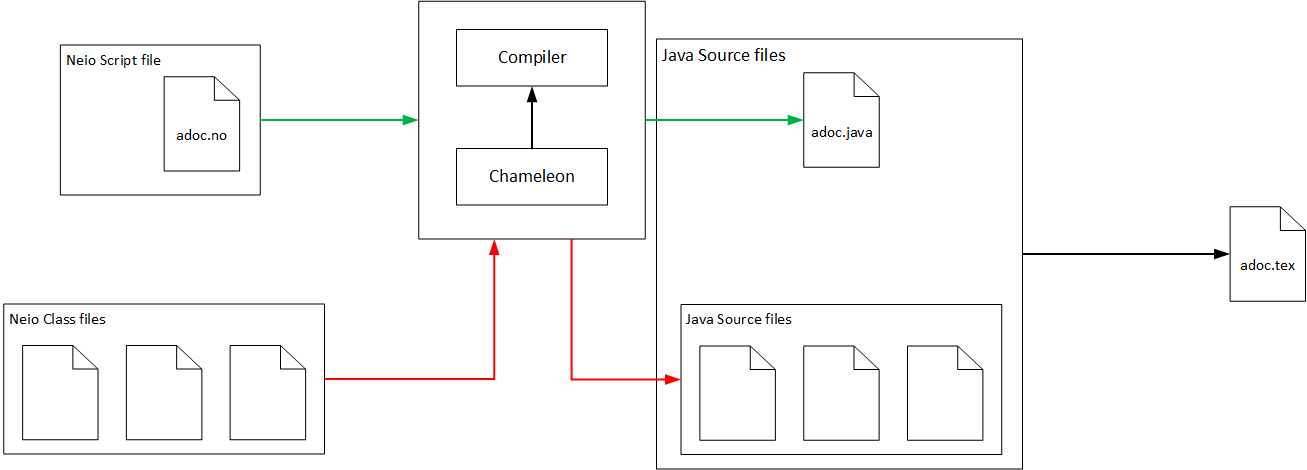 Neio Script file
adoc.no
Compiler
Chameleon
Java Source files
adoc.java
adoc.tex
Neio Class files
Java Source files